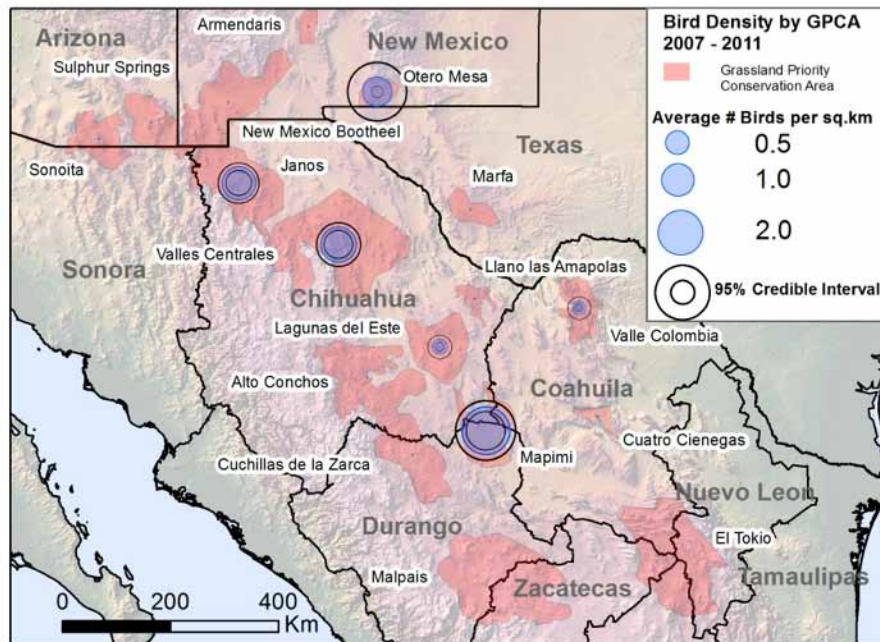 Bird Density by GPCA
2007 - 2011
Grassland Priority
Conservation Area
Average # Birds per sq.km
0.5
1.0
2.0
95% Credible Interval
Armendaris
Arizona
New Mexico
Sulphur Springs
Otero Mesa
New Mexico Bootheel
Texas
Sonoita
Janos
Marfa
Valles Centrales
Sonora
Llano las Amapolas
Chihuahua
Lagunas del Este
Valle Colombia
Alto Conchos
Coahuila
Cuatro Cienegas
Mapimi
Cuchillas de la Zarca
Nuevo Leon
Durango
El Tokio
Malpais
Zacatecas
Tamaulipas
0 200 400
Km